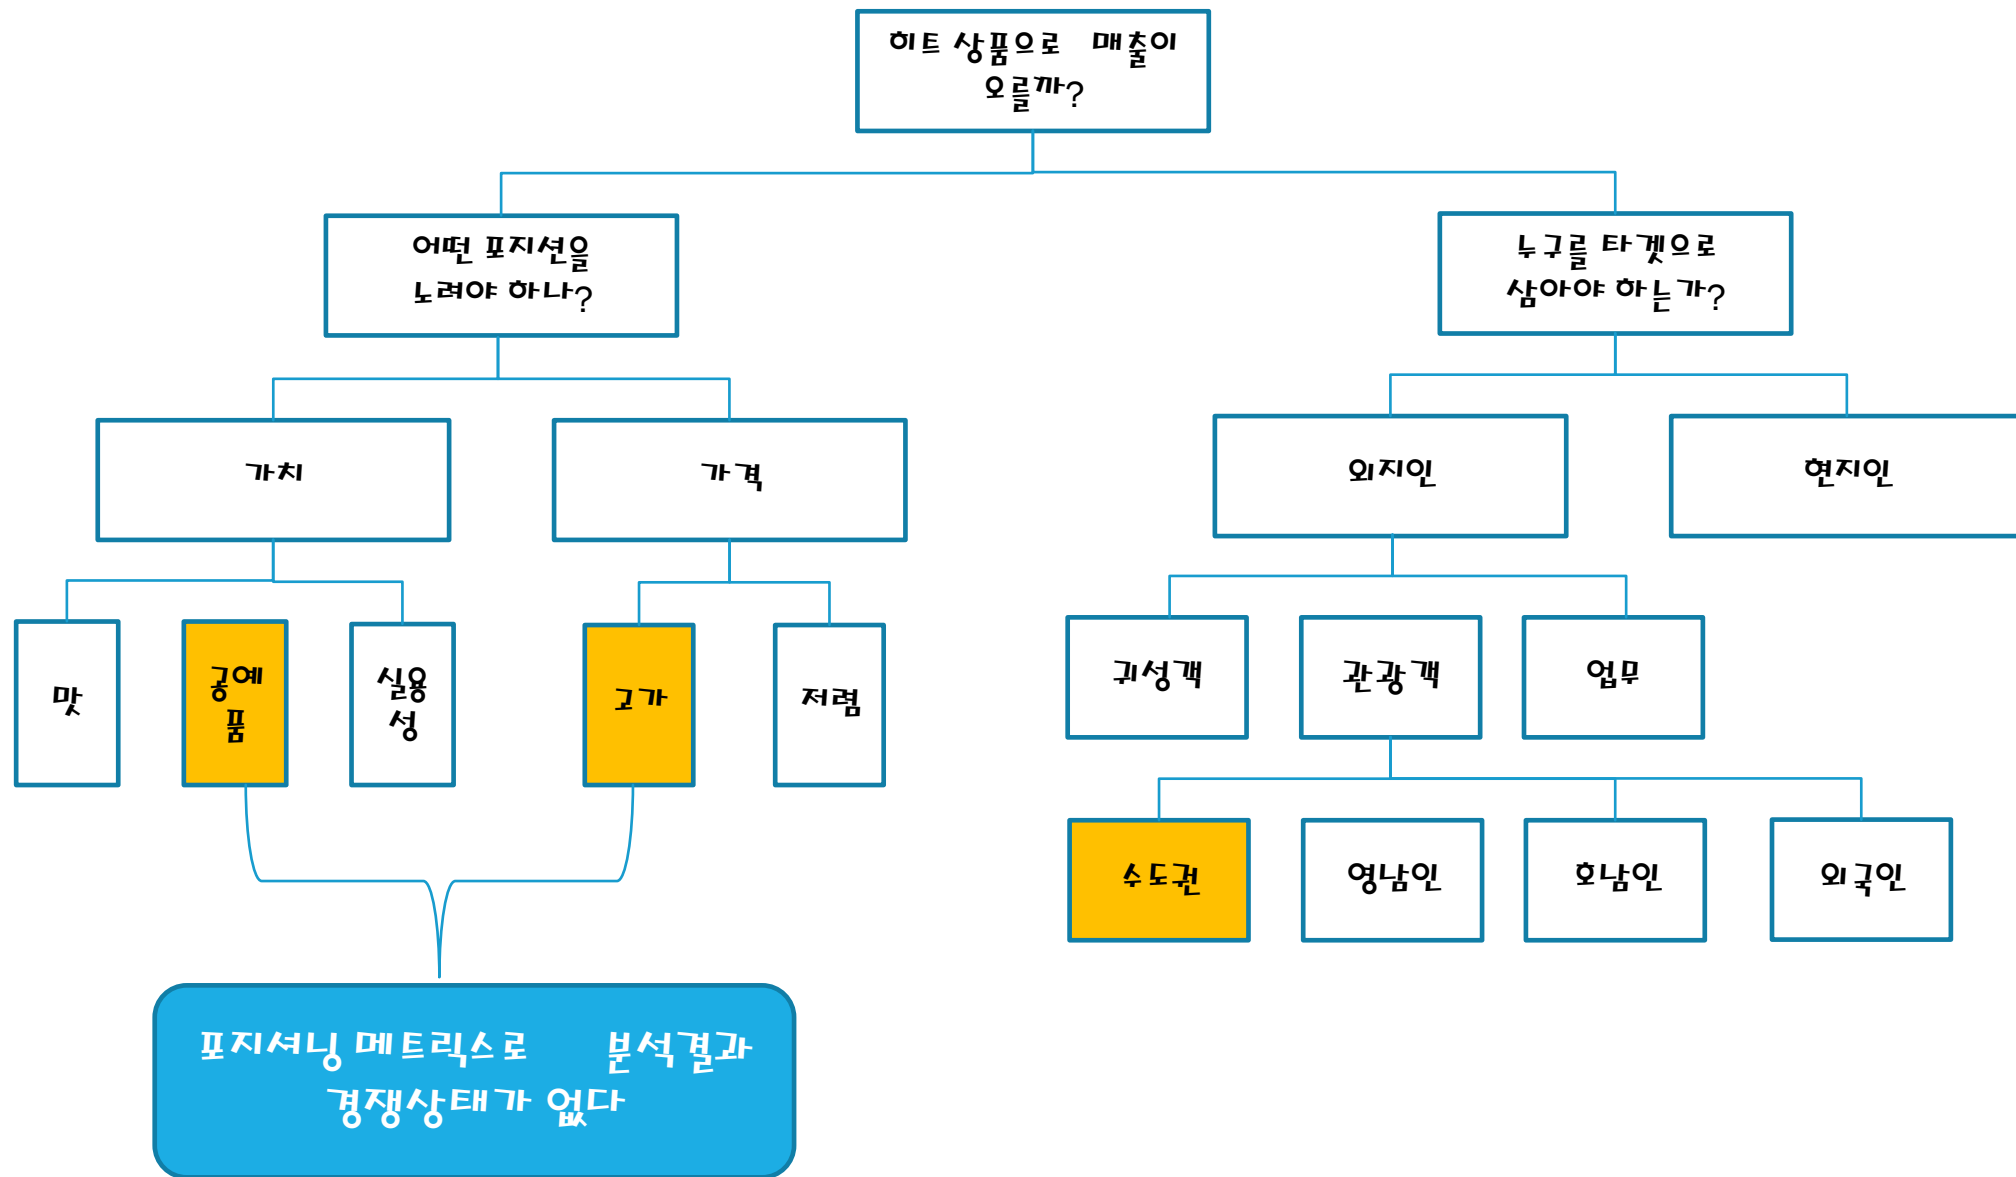 히트 상품으로 매출이
오를까?
어떤 포지션을
노려야 하나?
누구를 타겟으로
삼아야 하는가?
가치
가격
외지인
현지인
맛
공예
품
실용
성
고가
저렴
귀성객
관광객
업무
수도권
영남인
호남인
외국인
포지셔닝 메트릭스로 분석결과
경쟁상태가 없다